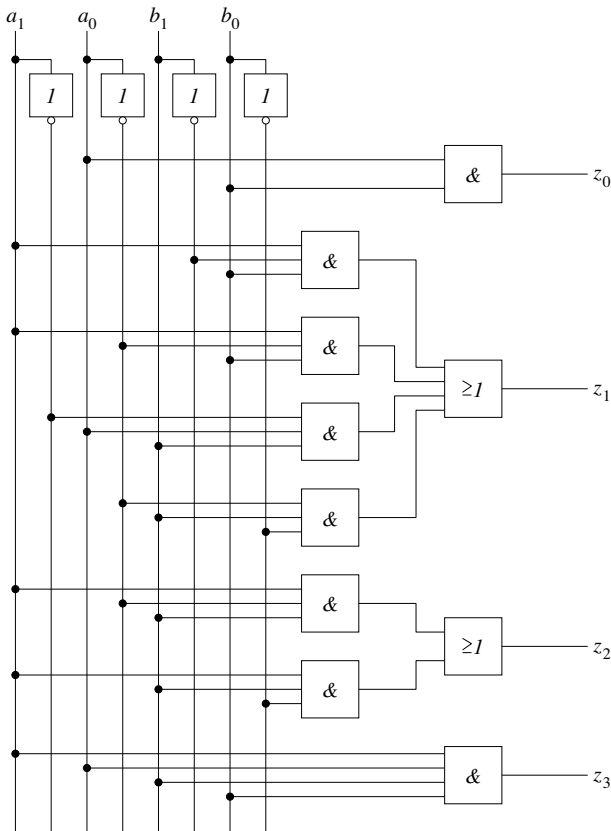 a₁ a₀ b₁ b₀
1 1 1 1
& z₀
&
&
≥1 z₁
&
&
&
≥1 z₂
&
& z₃